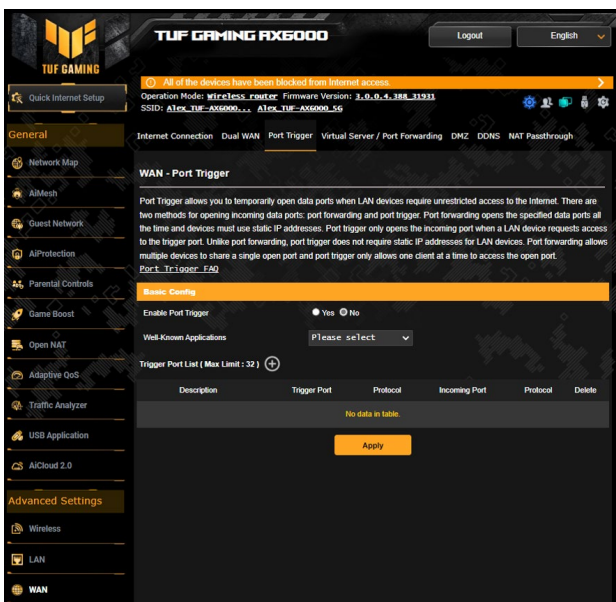 TUF GAMING
TUF GAMING AX6000
Logout
English
All of the devices have been blocked from Internet access.
Quick Internet Setup
Operation Mode: Wireless router Firmware Version: 3.0.0.4.388_31931
SSID: Alex_TUF-AX6000... Alex_TUF-AX6000_5G
General
Internet Connection Dual WAN Port Trigger Virtual Server / Port Forwarding DMZ DDNS NAT Passthrough
Network Map
AiMesh
Guest Network
AiProtection
Parental Controls
Game Boost
Open NAT
Adaptive QoS
Traffic Analyzer
USB Application
AiCloud 2.0
Advanced Settings
Wireless
LAN
WAN
WAN - Port Trigger
Port Trigger allows you to temporarily open data ports when LAN devices require unrestricted access to the Internet. There are
two methods for opening incoming data ports: port forwarding and port trigger. Port forwarding opens the specified data ports all
the time and devices must use static IP addresses. Port trigger only opens the incoming port when a LAN device requests access
to the port trigger. Unlike port forwarding, port trigger does not require static IP addresses for LAN devices. Port forwarding allows
multiple devices to share a single open port and port trigger only allows one client at a time to access the open port.
Port Trigger FAQ
Basic Config
Enable Port Trigger Yes No
Well-Known Applications Please select
Trigger Port List ( Max Limit : 32 )
Description Trigger Port Protocol Incoming Port Protocol Delete
No data in table.
Apply